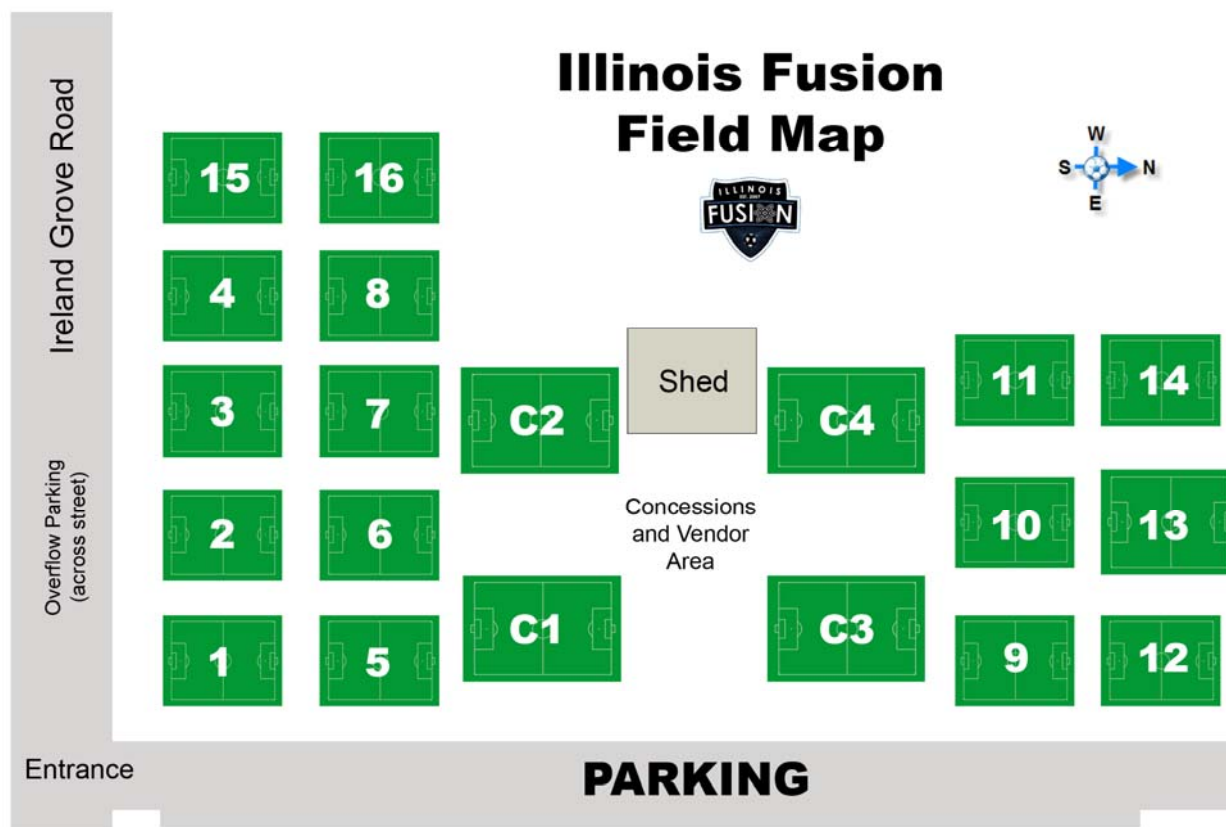 Illinois Fusion
Field Map
ILLINOIS
EST. 2007
FUSION
W
S
N
E
Ireland Grove Road
Overflow Parking
(across street)
15
16
4
8
3
7
2
6
1
5
C2
Shed
C4
Concessions
and Vendor
Area
C1
C3
11
14
10
13
9
12
Entrance
PARKING